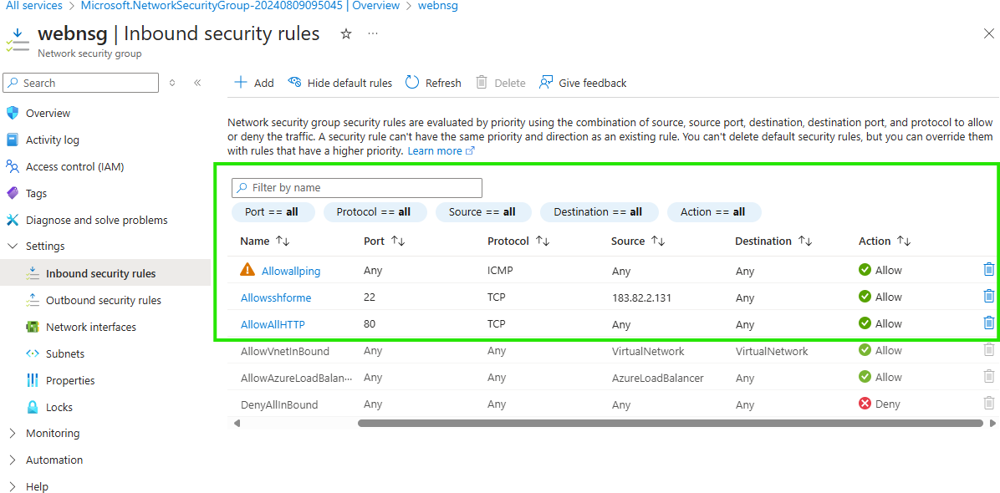 All services > Microsoft.NetworkSecurityGroup-20240809095045 | Overview > webnsg
webnsg | Inbound security rules
Network security group
Search
Overview
Activity log
Access control (IAM)
Tags
Diagnose and solve problems
Settings
Inbound security rules
Outbound security rules
Network interfaces
Subnets
Properties
Locks
Monitoring
Automation
Help
Add Hide default rules Refresh Delete Give feedback
Network security group security rules are evaluated by priority using the combination of source, source port, destination, destination port, and protocol to allow
or deny the traffic. A security rule can't have the same priority and direction as an existing rule. You can't delete default security rules, but you can override them
with rules that have a higher priority. Learn more
Filter by name
Port == all Protocol == all Source == all Destination == all Action == all
Name Port Protocol Source Destination Action
Allowallping Any ICMP Any Any Allow
Allowsshforme 22 TCP 183.82.2.131 Any Allow
AllowAllHTTP 80 TCP Any Any Allow
AllowVnetInBound Any Any VirtualNetwork VirtualNetwork Allow
AllowAzureLoadBalan... Any Any AzureLoadBalancer Any Allow
DenyAllInBound Any Any Any Any Deny